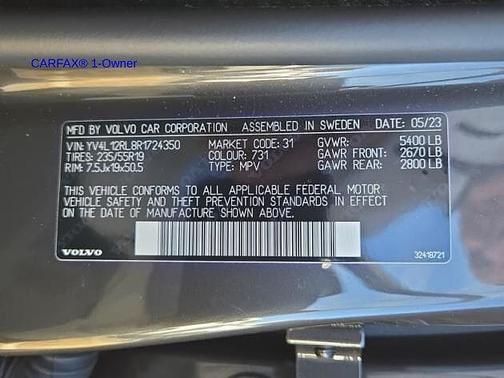 CARFAX® 1-Owner
MFD BY VOLVO CAR CORPORATION ASSEMBLED IN SWEDEN 05/23
VIN: YV4L12RL8R1724350 MARKET CODE: 31 GVWR: 5400 LB
TIRES: 235/55R19 COLOUR: 731 GAWR FRONT: 2670 LB
RIM: 7.5Jx19x50.5 TYPE: MPV GAWR REAR: 2800 LB
THIS VEHICLE CONFORMS TO ALL APPLICABLE FEDERAL MOTOR
VEHICLE SAFETY AND THEFT PREVENTION STANDARDS IN EFFECT
ON THE DATE OF MANUFACTURE SHOWN ABOVE.
VOLVO 32418721